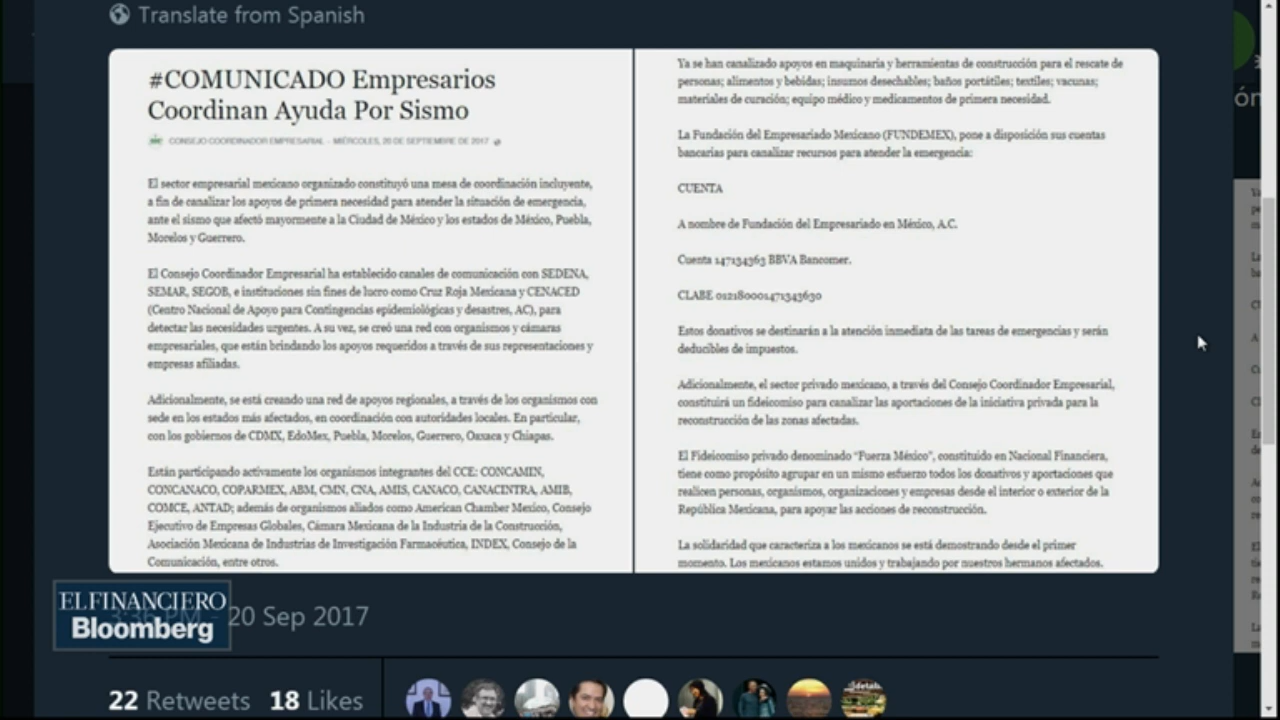 Translate from Spanish
#COMUNICADO Empresarios
Coordinan Ayuda Por Sismo
CONSEJO COORDINADOR EMPRESARIAL - MIÉRCOLES, 20 DE SEPTIEMBRE DE 2017
El sector empresarial mexicano organizado constituyó una mesa de coordinación incluyente,
a fin de canalizar los apoyos de primera necesidad para atender la situación de emergencia,
ante el sismo que afectó mayormente a la Ciudad de México y los estados de México, Puebla,
Morelos y Guerrero.
El Consejo Coordinador Empresarial ha establecido canales de comunicación con SEDENA,
SEMAR, SEGOB, e instituciones sin fines de lucro como Cruz Roja Mexicana y CENACED
(Centro Nacional de Apoyo para Contingencias epidemiológicas y desastres, AC), para
detectar las necesidades urgentes. A su vez, se creó una red con organismos y cámaras
empresariales, que están brindando los apoyos requeridos a través de sus representaciones y
empresas afiliadas.
Adicionalmente, se está creando una red de apoyos regionales, a través de los organismos con
sede en los estados más afectados, en coordinación con autoridades locales. En particular,
con los gobiernos de CDMX, EdoMex, Puebla, Morelos, Guerrero, Oaxaca y Chiapas.
Están participando activamente los organismos integrantes del CCE: CONCAMIN,
CONCANACO, COPARMEX, ABM, CMN, CNA, AMIS, CANACO, CANACINTRA, AMIB,
COMCE, ANTAD; además de organismos aliados como American Chamber Mexico, Consejo
Ejecutivo de Empresas Globales, Cámara Mexicana de la Industria de la Construcción,
Asociación Mexicana de Industrias de Investigación Farmacéutica, INDEX, Consejo de la
Comunicación, entre otros.
Ya se han canalizado apoyos en maquinaria y herramientas de construcción para el rescate de
personas; alimentos y bebidas; insumos desechables; baños portátiles; textiles; vacunas;
materiales de curación; equipo médico y medicamentos de primera necesidad.
La Fundación del Empresariado Mexicano (FUNDEMEX), pone a disposición sus cuentas
bancarias para canalizar recursos para atender la emergencia:
CUENTA
A nombre de Fundación del Empresariado en México, A.C.
Cuenta 147134363 BBVA Bancomer.
CLABE 012180001471343630
Estos donativos se destinarán a la atención inmediata de las tareas de emergencias y serán
deducibles de impuestos.
Adicionalmente, el sector privado mexicano, a través del Consejo Coordinador Empresarial,
constituirá un fideicomiso para canalizar las aportaciones de la iniciativa privada para la
reconstrucción de las zonas afectadas.
El Fideicomiso privado denominado "Fuerza México", constituido en Nacional Financiera,
tiene como propósito agrupar en un mismo esfuerzo todos los donativos y aportaciones que
realicen personas, organismos, organizaciones y empresas desde el interior o exterior de la
República Mexicana, para apoyar las acciones de reconstrucción.
La solidaridad que caracteriza a los mexicanos se está demostrando desde el primer
momento. Los mexicanos estamos unidos y trabajando por nuestros hermanos afectados.
EL FINANCIERO
Bloomberg
3:36 PM - 20 Sep 2017
22 Retweets 18 Likes